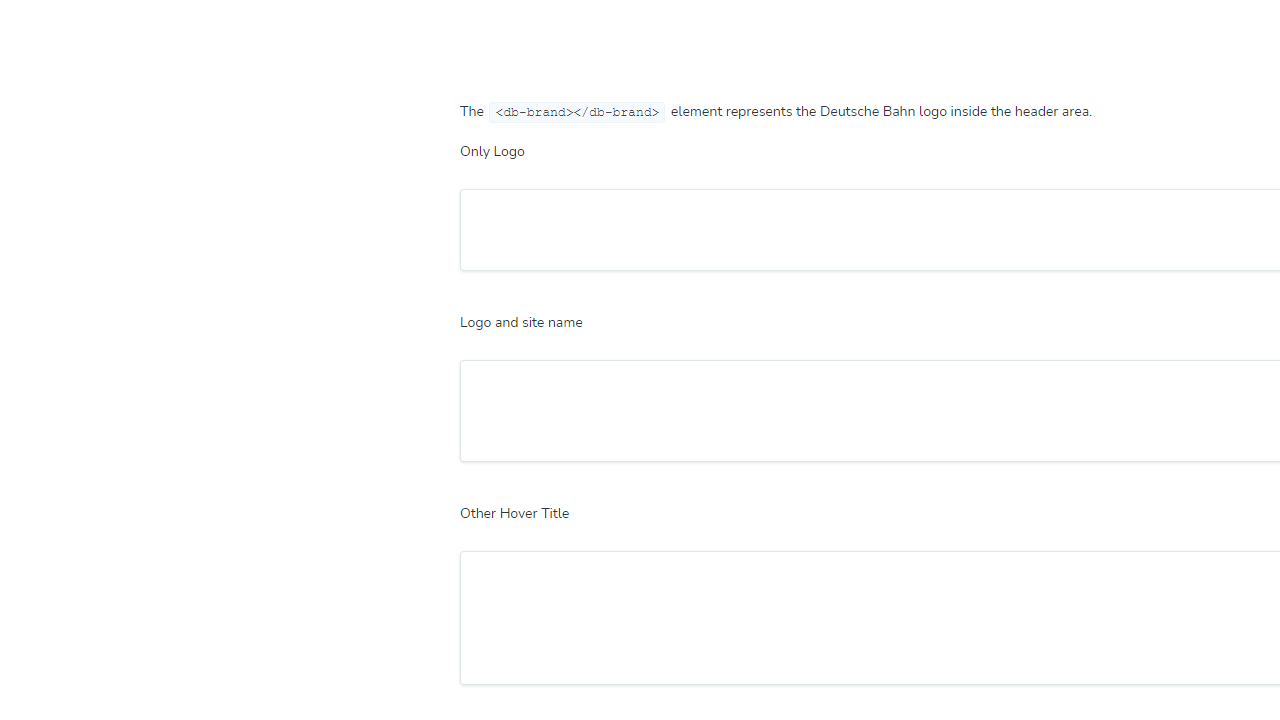 The <db-brand></db-brand> element represents the Deutsche Bahn logo inside the header area.
Only Logo
Logo and site name
Other Hover Title